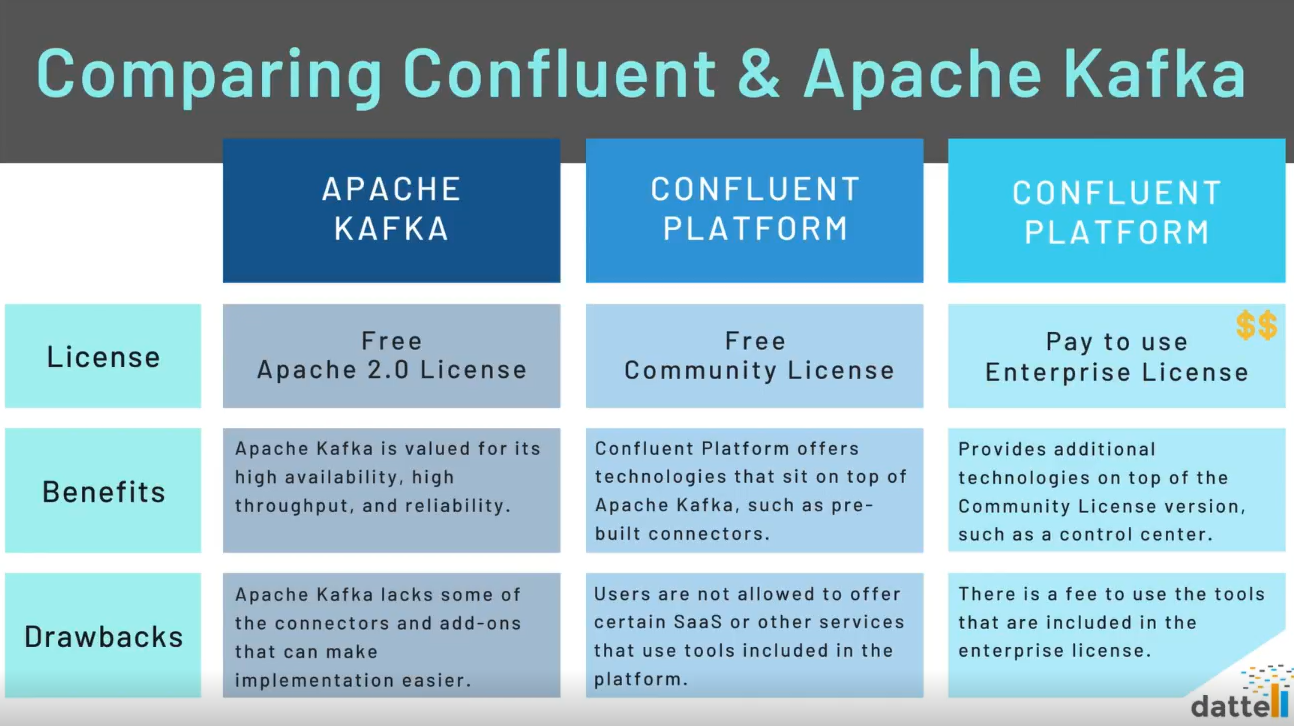 Comparing Confluent & Apache Kafka
APACHE
KAFKA
CONFLUENT
PLATFORM
CONFLUENT
PLATFORM
License
Free
Apache 2.0 License
Free
Community License
$$
Pay to use
Enterprise License
Benefits
Apache Kafka is valued for its
high availability, high
throughput, and reliability.
Confluent Platform offers
technologies that sit on top of
Apache Kafka, such as pre-
built connectors.
Provides additional
technologies on top of the
Community License version,
such as a control center.
Drawbacks
Apache Kafka lacks some of
the connectors and add-ons
that can make
implementation easier.
Users are not allowed to offer
certain SaaS or other services
that use tools included in the
platform.
There is a fee to use the tools
that are included in the
enterprise license.
dattell